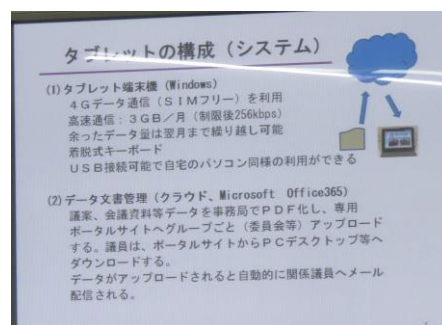 タブレットの構成（システム）
(1)タブレット端末機（Windows）
４Ｇデータ通信（ＳＩＭフリー）を利用
高速通信：３ＧＢ／月（制限後256kbps）
余ったデータ量は翌月まで繰り越し可能
着脱式キーボード
ＵＳＢ接続可能で自宅のパソコン同様の利用ができる
(2)データ文書管理（クラウド、Microsoft Office365）
議案、会議資料等データを事務局でＰＤＦ化し、専用
ポータルサイトへグループごと（委員会等）アップロード
する。議員は、ポータルサイトからＰＣデスクトップ等へ
ダウンロードする。
データがアップロードされると自動的に関係議員へメール
配信される。